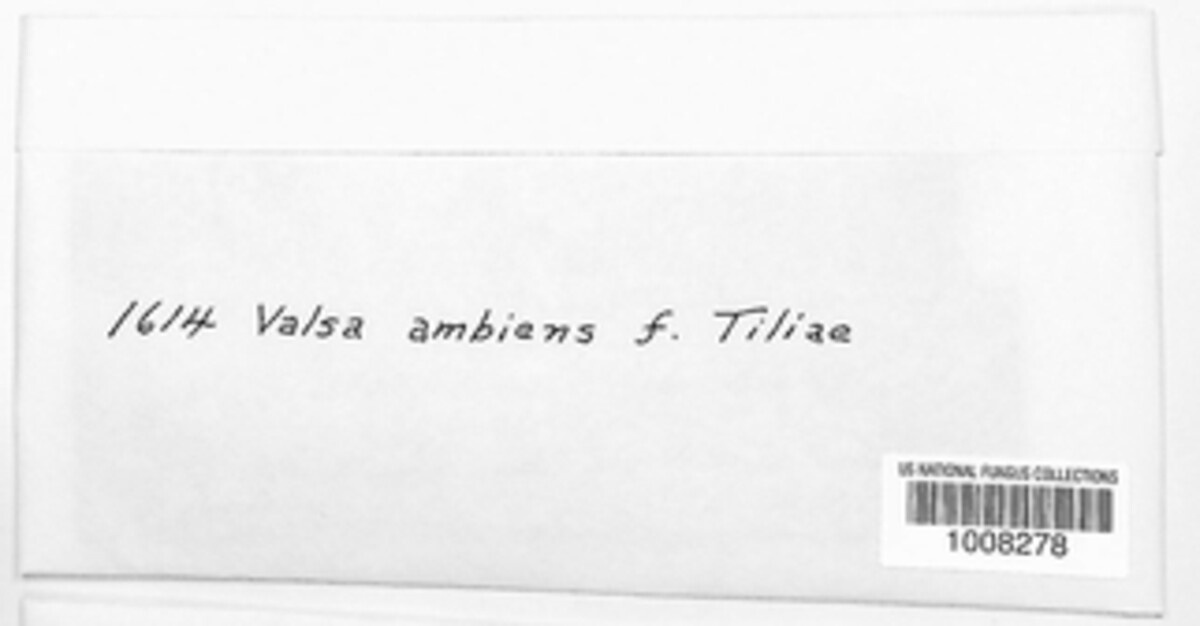 1614 Valsa ambiens f. Tiliae
US NATIONAL FUNGUS COLLECTIONS
1008278